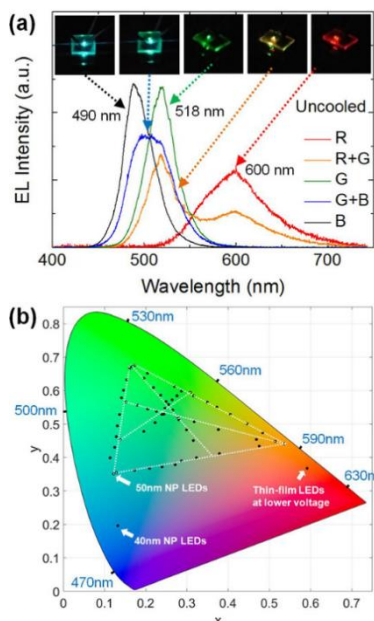 (a)
490 nm
518 nm
600 nm
Uncooled
R
R+G
G
G+B
B
EL Intensity (a.u.)
400 450 500 550 600 650 700
Wavelength (nm)
(b)
0.8
0.7
0.6
0.5
0.4
0.3
0.2
0.1
0
y
530nm
560nm
500nm
590nm
630nm
50nm NP LEDs
Thin-film LEDs
at lower voltage
40nm NP LEDs
470nm
0 0.1 0.2 0.3 0.4 0.5 0.6 0.7
x